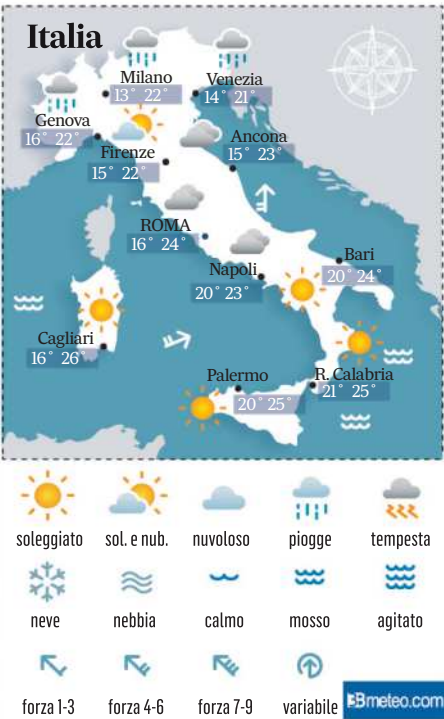 Italia
Milano
13° 22°
Venezia
14° 21°
Genova
16° 22°
Firenze
15° 22°
Ancona
15° 23°
ROMA
16° 24°
Napoli
20° 23°
Bari
20° 24°
Cagliari
16° 26°
Palermo
20° 25°
R. Calabria
21° 25°
soleggiato sol. e nub. nuvoloso piogge tempesta
neve nebbia calmo mosso agitato
forza 1-3 forza 4-6 forza 7-9 variabile
3Bmeteo.com